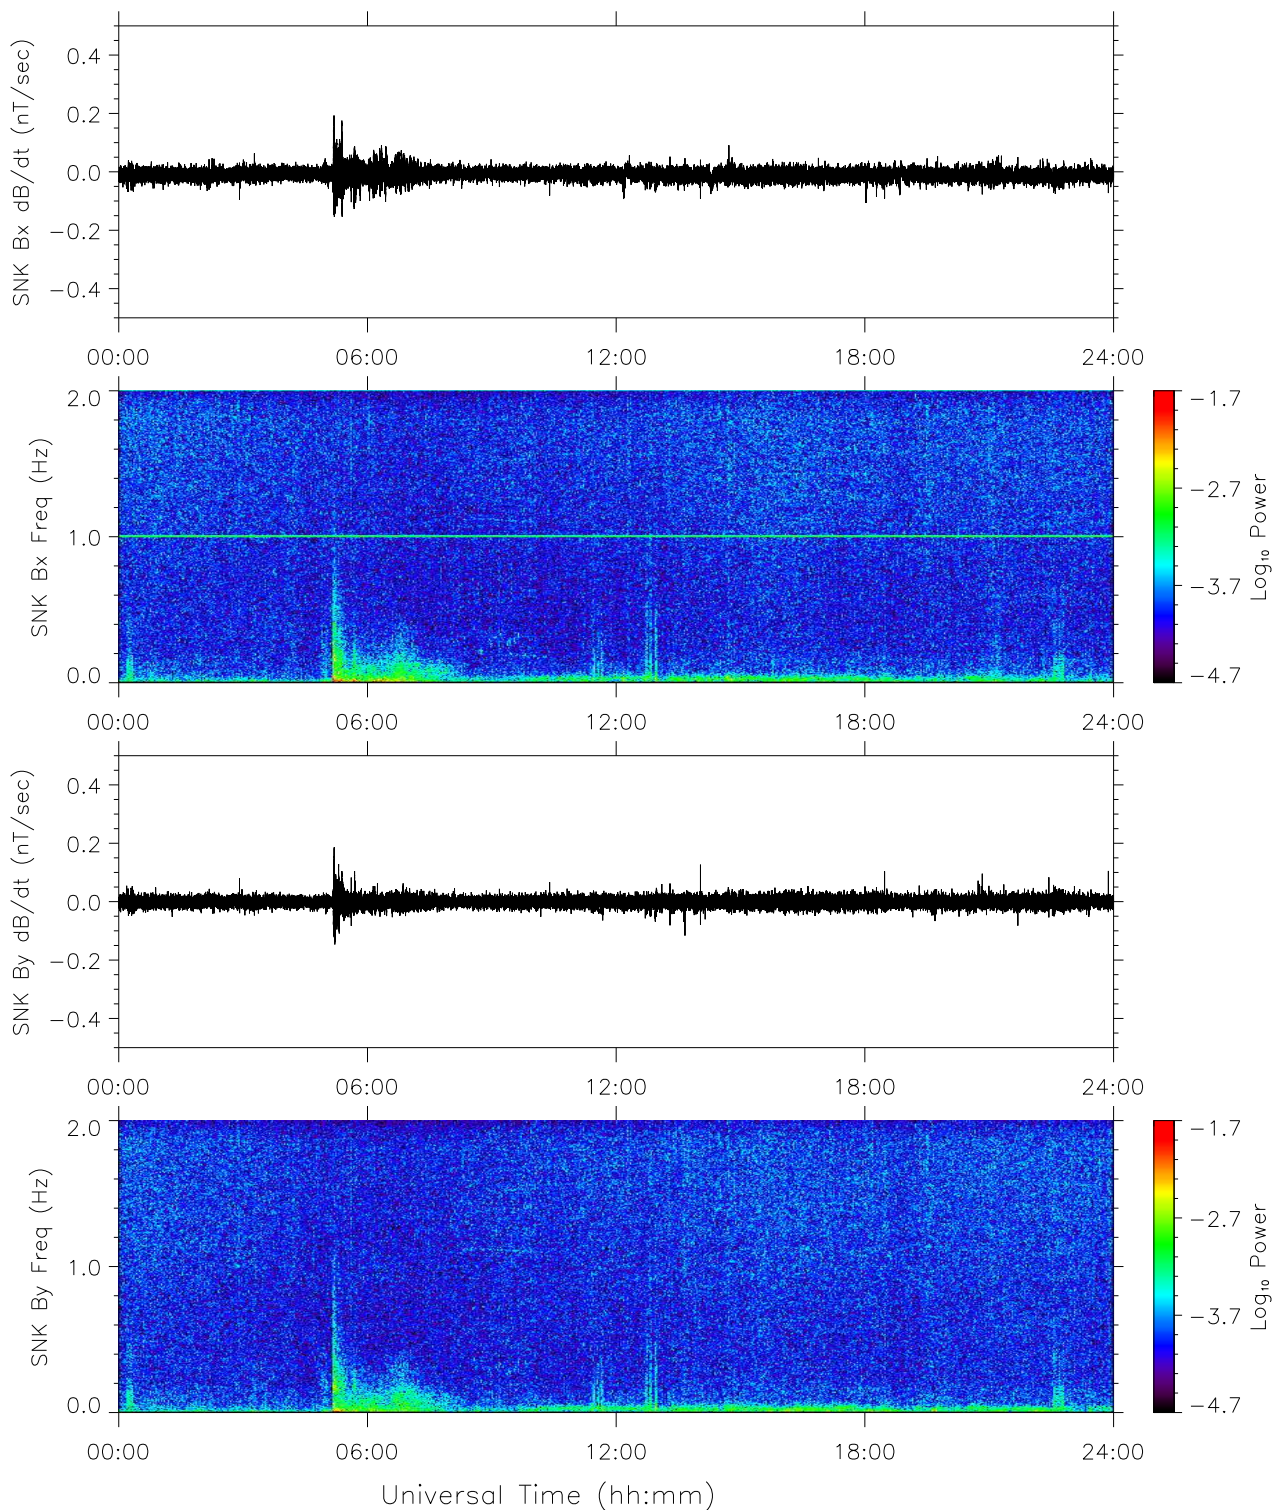 SNK Bx dB/dt (nT/sec)
0.4
0.2
0.0
−0.2
−0.4
00:00 06:00 12:00 18:00 24:00
SNK Bx Freq (Hz)
2.0
1.0
0.0
−1.7
−2.7
−3.7
−4.7
Log₁₀ Power
00:00 06:00 12:00 18:00 24:00
SNK By dB/dt (nT/sec)
0.4
0.2
0.0
−0.2
−0.4
00:00 06:00 12:00 18:00 24:00
SNK By Freq (Hz)
2.0
1.0
0.0
−1.7
−2.7
−3.7
−4.7
Log₁₀ Power
00:00 06:00 12:00 18:00 24:00
Universal Time (hh:mm)